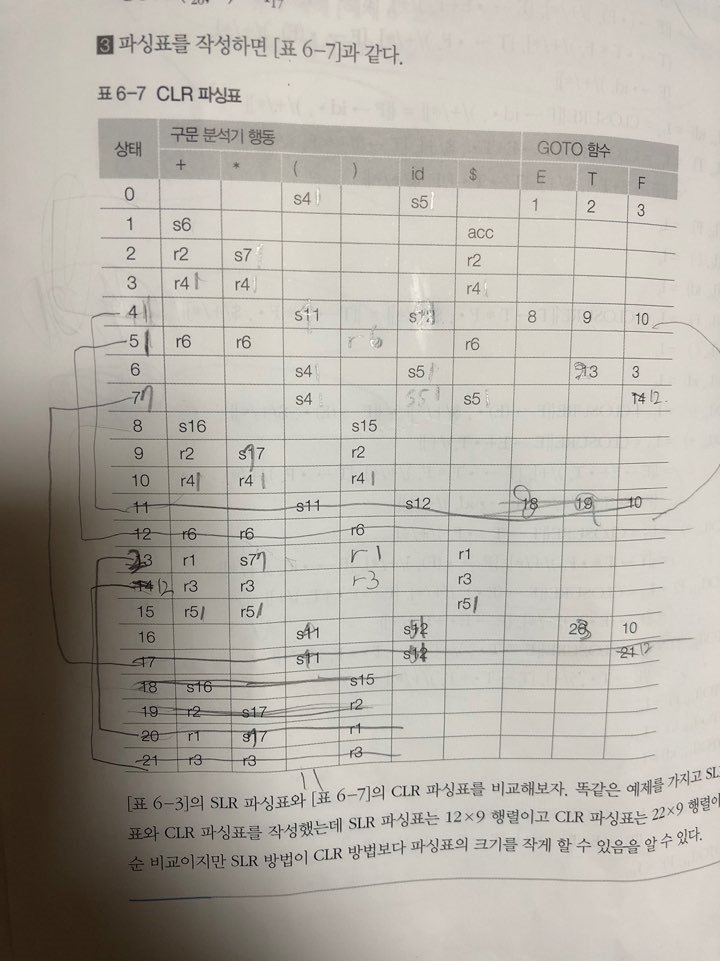 3 파싱표를 작성하면 [표 6-7]과 같다.
표 6-7 CLR 파싱표
상태 구문 분석기 행동 GOTO 함수
+ * ( ) id $ E T F
0 s4 s5 1 2 3
1 s6 acc
2 r2 s7 r2
3 r4 r4 r4
4 s11 s12 8 9 10
5 r6 r6 r6 r6
6 s4 s5 13 3
7 s4 s5 s5 14 12
8 s16 s15
9 r2 s17 r2
10 r4 r4 r4
11 s11 s12 18 19 10
12 r6 r6 r6
13 r1 s7 r1 r1
14 12 r3 r3 r3 r3
15 r5 r5 r5
16 s11 s12 20 10
17 s11 s12 21 12
18 s16 s15
19 r2 s17 r2
20 r1 s17 r1
21 r3 r3 r3
[표 6-3]의 SLR 파싱표와 [표 6-7]의 CLR 파싱표를 비교해보자. 똑같은 예제를 가지고 SL
표와 CLR 파싱표를 작성했는데 SLR 파싱표는 12×9 행렬이고 CLR 파싱표는 22×9 행렬이
순 비교이지만 SLR 방법이 CLR 방법보다 파싱표의 크기를 작게 할 수 있음을 알 수 있다.